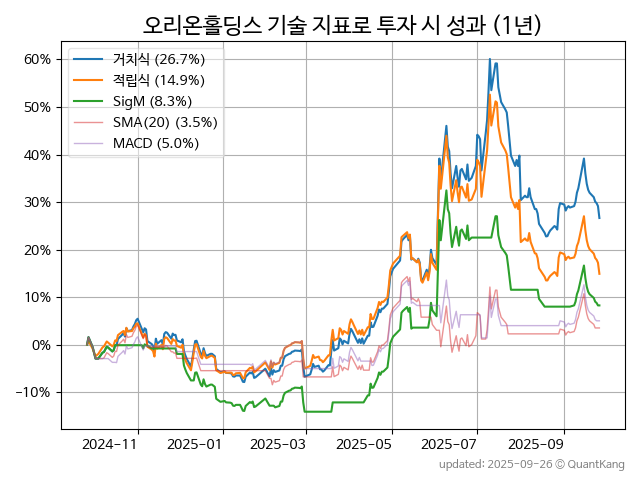 오리온홀딩스 기술 지표로 투자 시 성과 (1년)
거치식 (26.7%)
적립식 (14.9%)
SigM (8.3%)
SMA(20) (3.5%)
MACD (5.0%)
60%
50%
40%
30%
20%
10%
0%
−10%
2024-11 2025-01 2025-03 2025-05 2025-07 2025-09
updated: 2025-09-26 © QuantKang